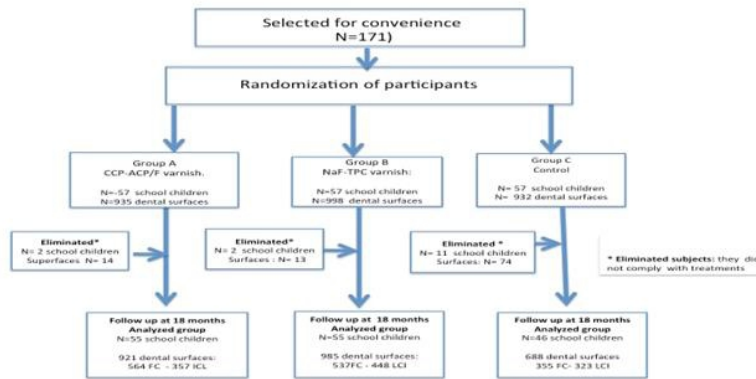 Selected for convenience
N=171)
Randomization of participants
Group A
CCP-ACP/F varnish.
N=-57 school children
N=935 dental surfaces
Group B
NaF-TPC varnish:
N=57 school children
N=998 dental surfaces
Group C
Control
N= 57 school children
N= 932 dental surfaces
Eliminated*
N= 2 school children
Superfaces N= 14
Eliminated*
N= 2 school children
Surfaces : N= 13
Eliminated *
N= 11 school children
Surfaces: N= 74
* Eliminated subjects: they did
not comply with treatments
Follow up at 18 months
Analyzed group
N=55 school children
921 dental surfaces:
564 FC - 357 ICL
Follow up at 18 months
Analyzed group
N=55 school children
985 dental surfaces:
537FC - 448 LCI
Follow up at 18 months
Analyzed group
N=46 school children
688 dental surfaces
355 FC- 323 LCI